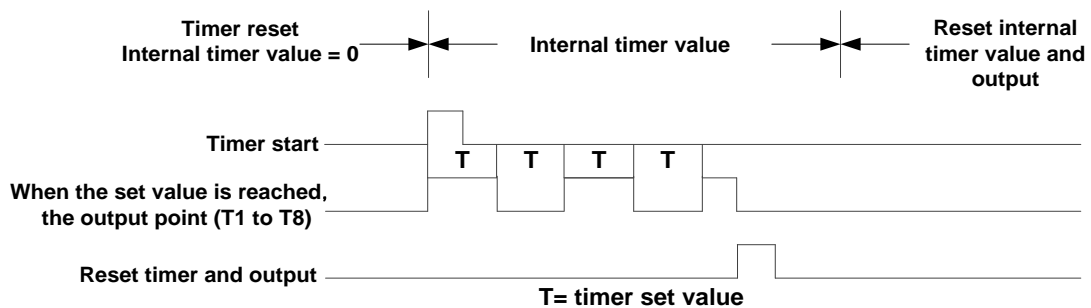 Timer reset
Internal timer value = 0
Internal timer value
Reset internal
timer value and
output
Timer start
T T T T
When the set value is reached,
the output point (T1 to T8)
Reset timer and output
T= timer set value